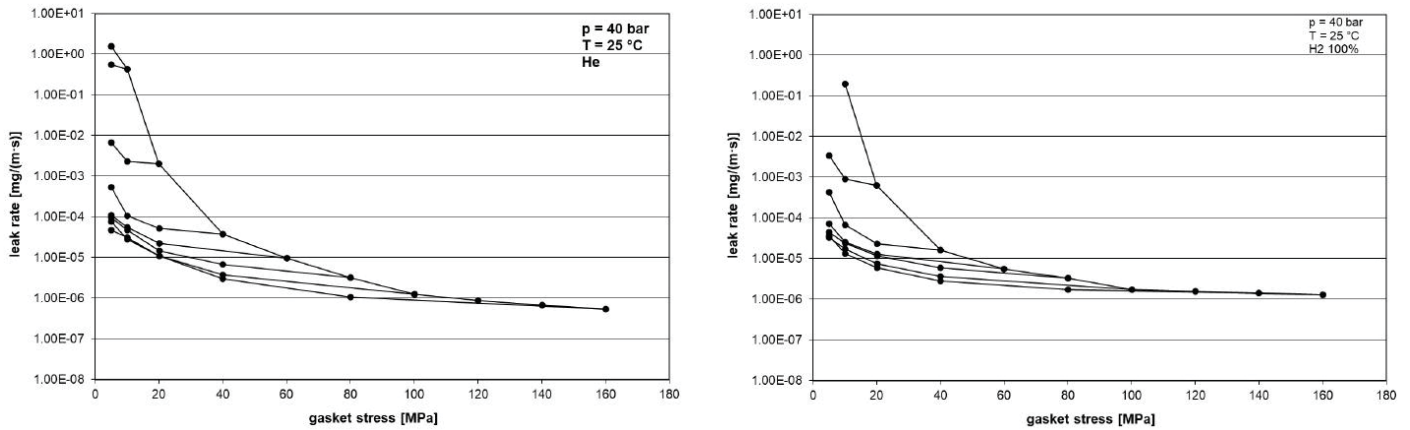 1.00E+01
1.00E+00
1.00E-01
1.00E-02
1.00E-03
1.00E-04
1.00E-05
1.00E-06
1.00E-07
1.00E-08
leak rate [mg/(m·s)]
p = 40 bar
T = 25 °C
He
0 20 40 60 80 100 120 140 160 180
gasket stress [MPa]
1.00E+01
1.00E+00
1.00E-01
1.00E-02
1.00E-03
1.00E-04
1.00E-05
1.00E-06
1.00E-07
1.00E-08
leak rate [mg/(m·s)]
p = 40 bar
T = 25 °C
H2 100%
0 20 40 60 80 100 120 140 160 180
gasket stress [MPa]